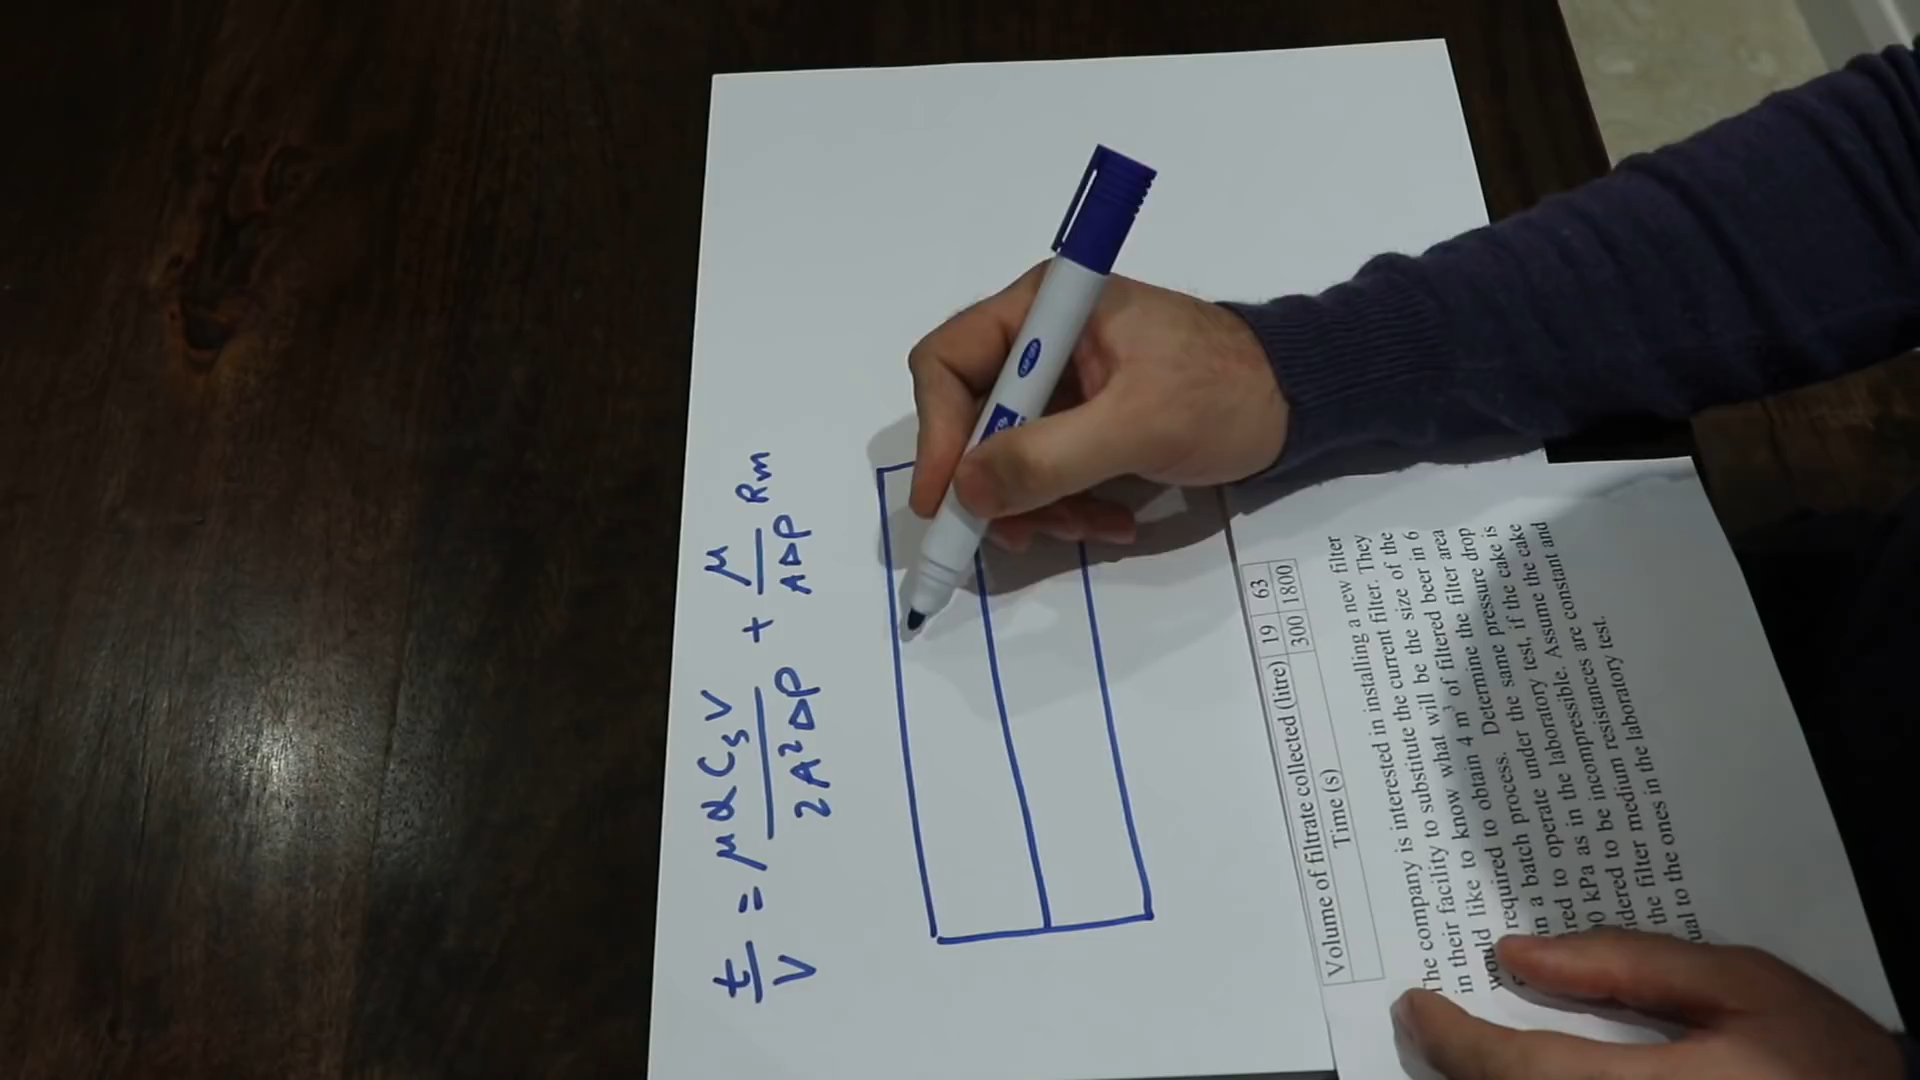 t/V = μαCsV/2A²ΔP + μ/AΔP Rm
Volume of filtrate collected (litre) 19 63
Time (s) 300 1800
The company is interested in installing a new filter
in their facility to substitute the current filter. They
would like to know what will be the size of the
required to obtain 4 m³ of filtered beer in 6
in a batch process. Determine the filter area
red to operate under the same pressure drop
0 kPa as in the laboratory test, if the cake is
idered to be incompressible. Assume the cake
the filter medium resistances are constant and
ual to the ones in the laboratory test.